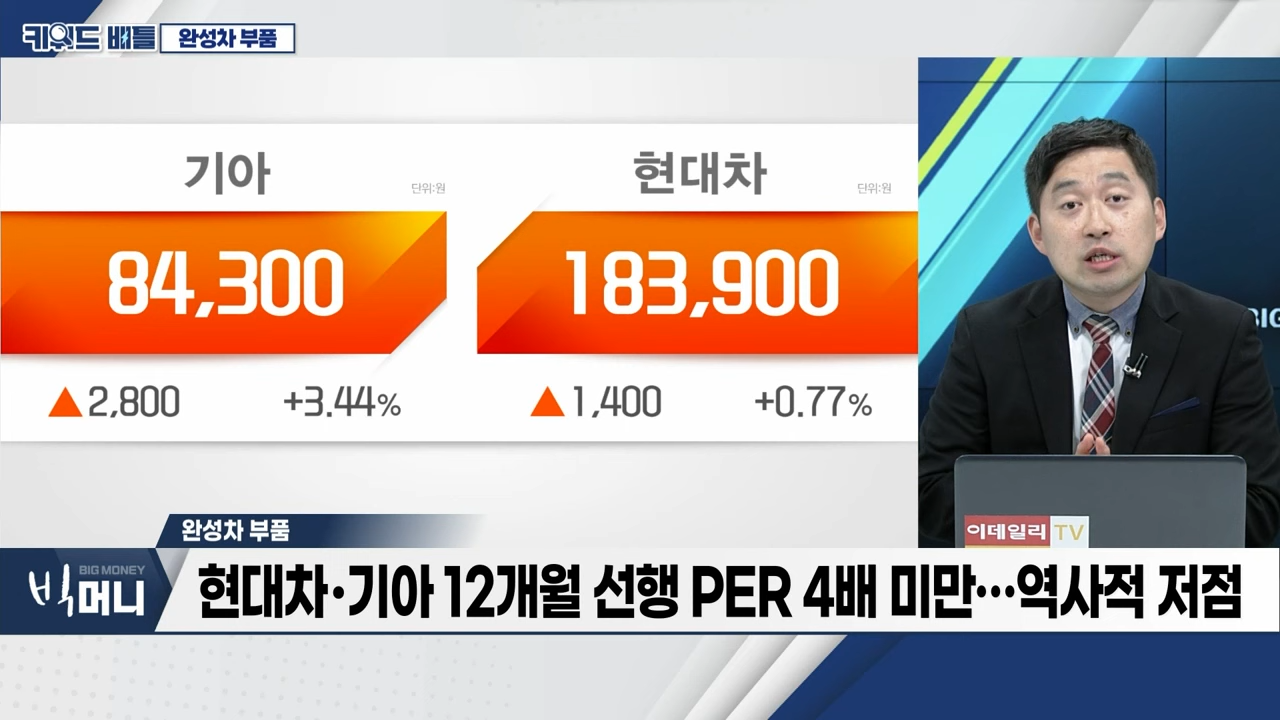 키워드 배틀 완성차 부품
기아
단위:원
84,300
▲2,800 +3.44%
현대차
단위:원
183,900
▲1,400 +0.77%
BIG
이데일리 TV
완성차 부품
BIG MONEY
빅머니
현대차·기아 12개월 선행 PER 4배 미만…역사적 저점